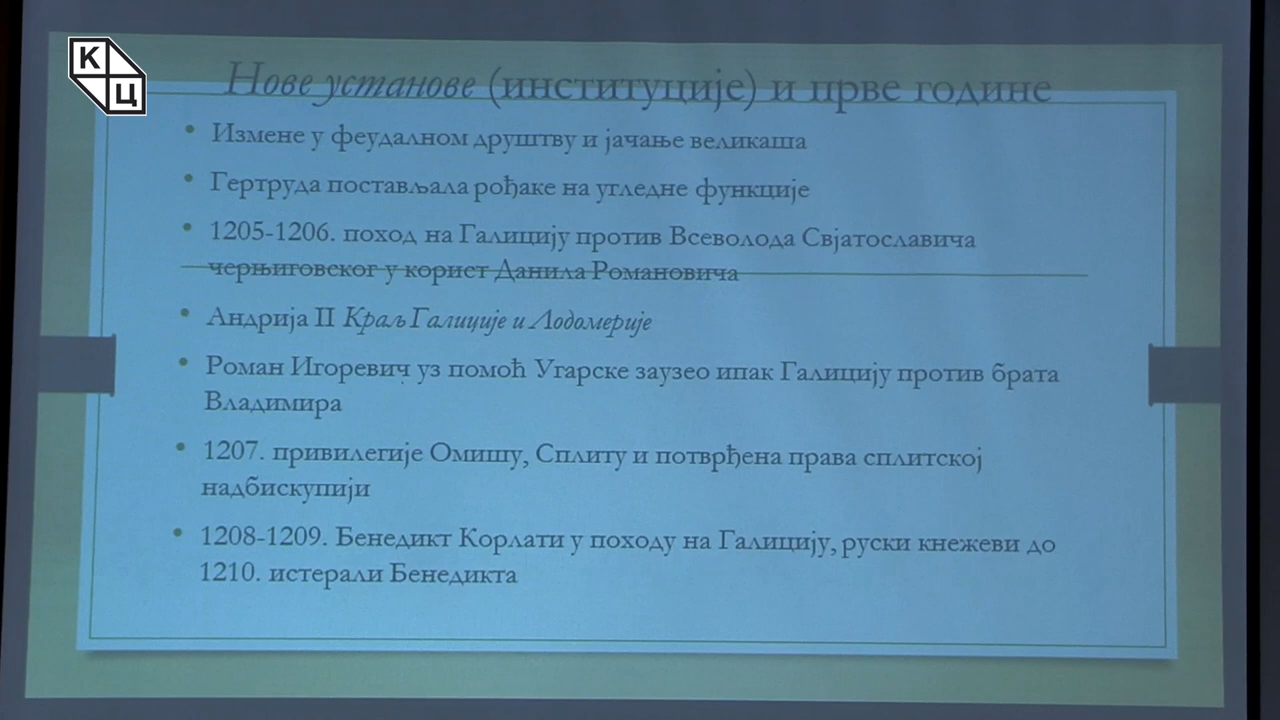 К
Ц
Нове установе (институције) и прве године
• Измене у феудалном друштву и јачање великаша
• Гертруда постављала рођаке на угледне функције
• 1205-1206. поход на Галицију против Всеволода Свјатославича
черњиговског у корист Данила Романовича
• Андрија II Краљ Галиције и Лодомерије
• Роман Игоревич уз помоћ Угарске заузео ипак Галицију против брата
Владимира
• 1207. привилегије Омишу, Сплиту и потврђена права сплитској
надбискупији
• 1208-1209. Бенедикт Корлати у походу на Галицију, руски кнежеви до
1210. истерали Бенедикта